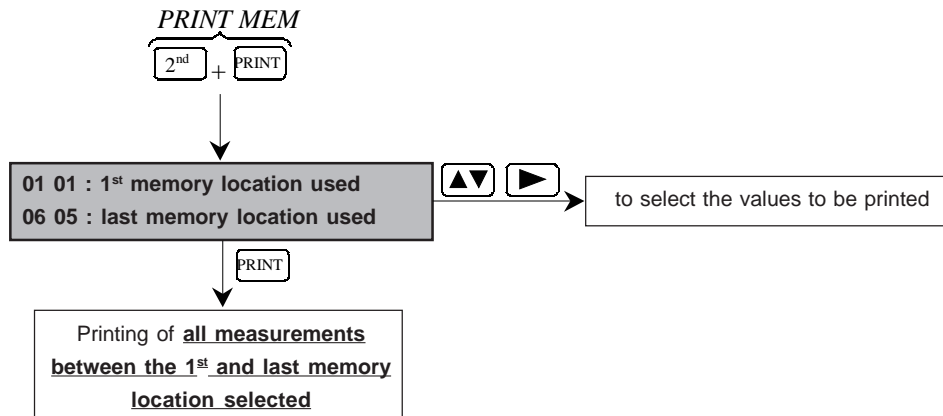 PRINT MEM
2nd + PRINT
01 01 : 1st memory location used
06 05 : last memory location used
▲▼ ►
to select the values to be printed
PRINT
Printing of all measurements
between the 1st and last memory
location selected